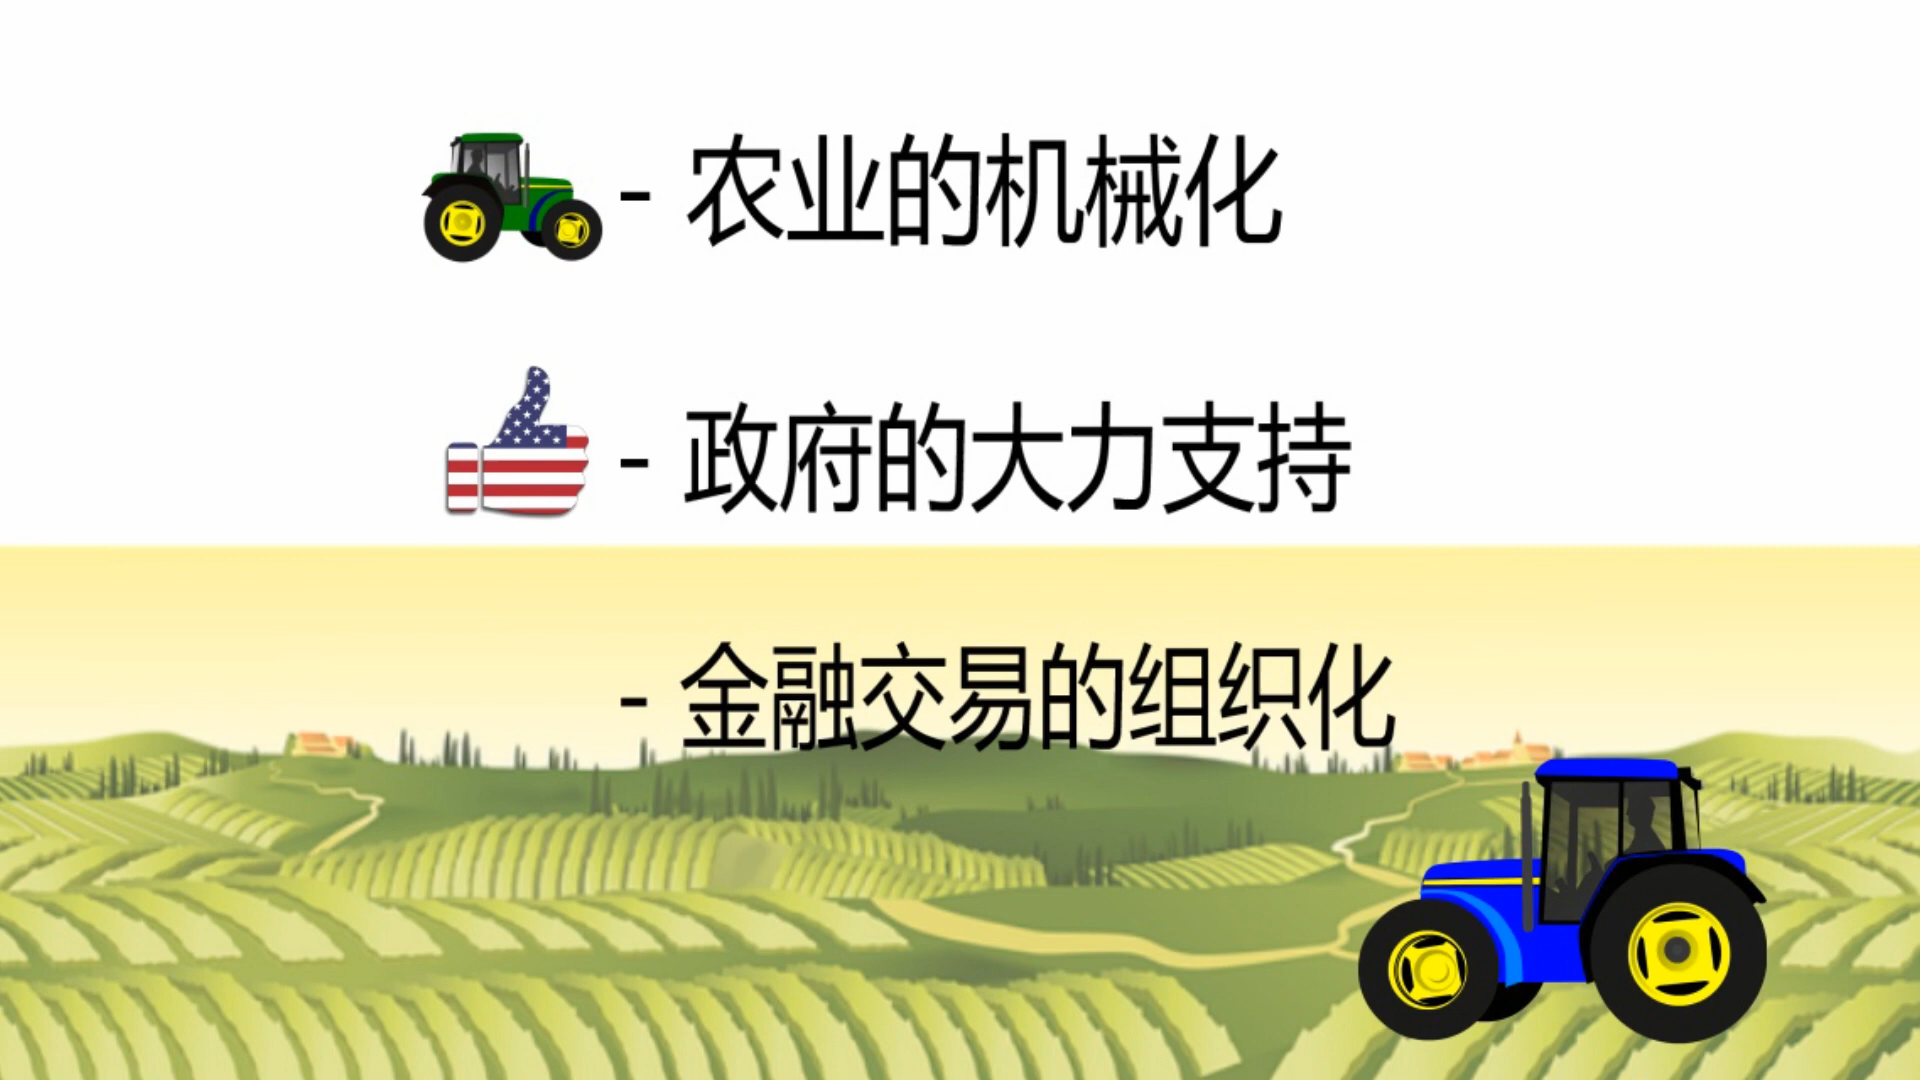 - 农业的机械化
- 政府的大力支持
- 金融交易的组织化